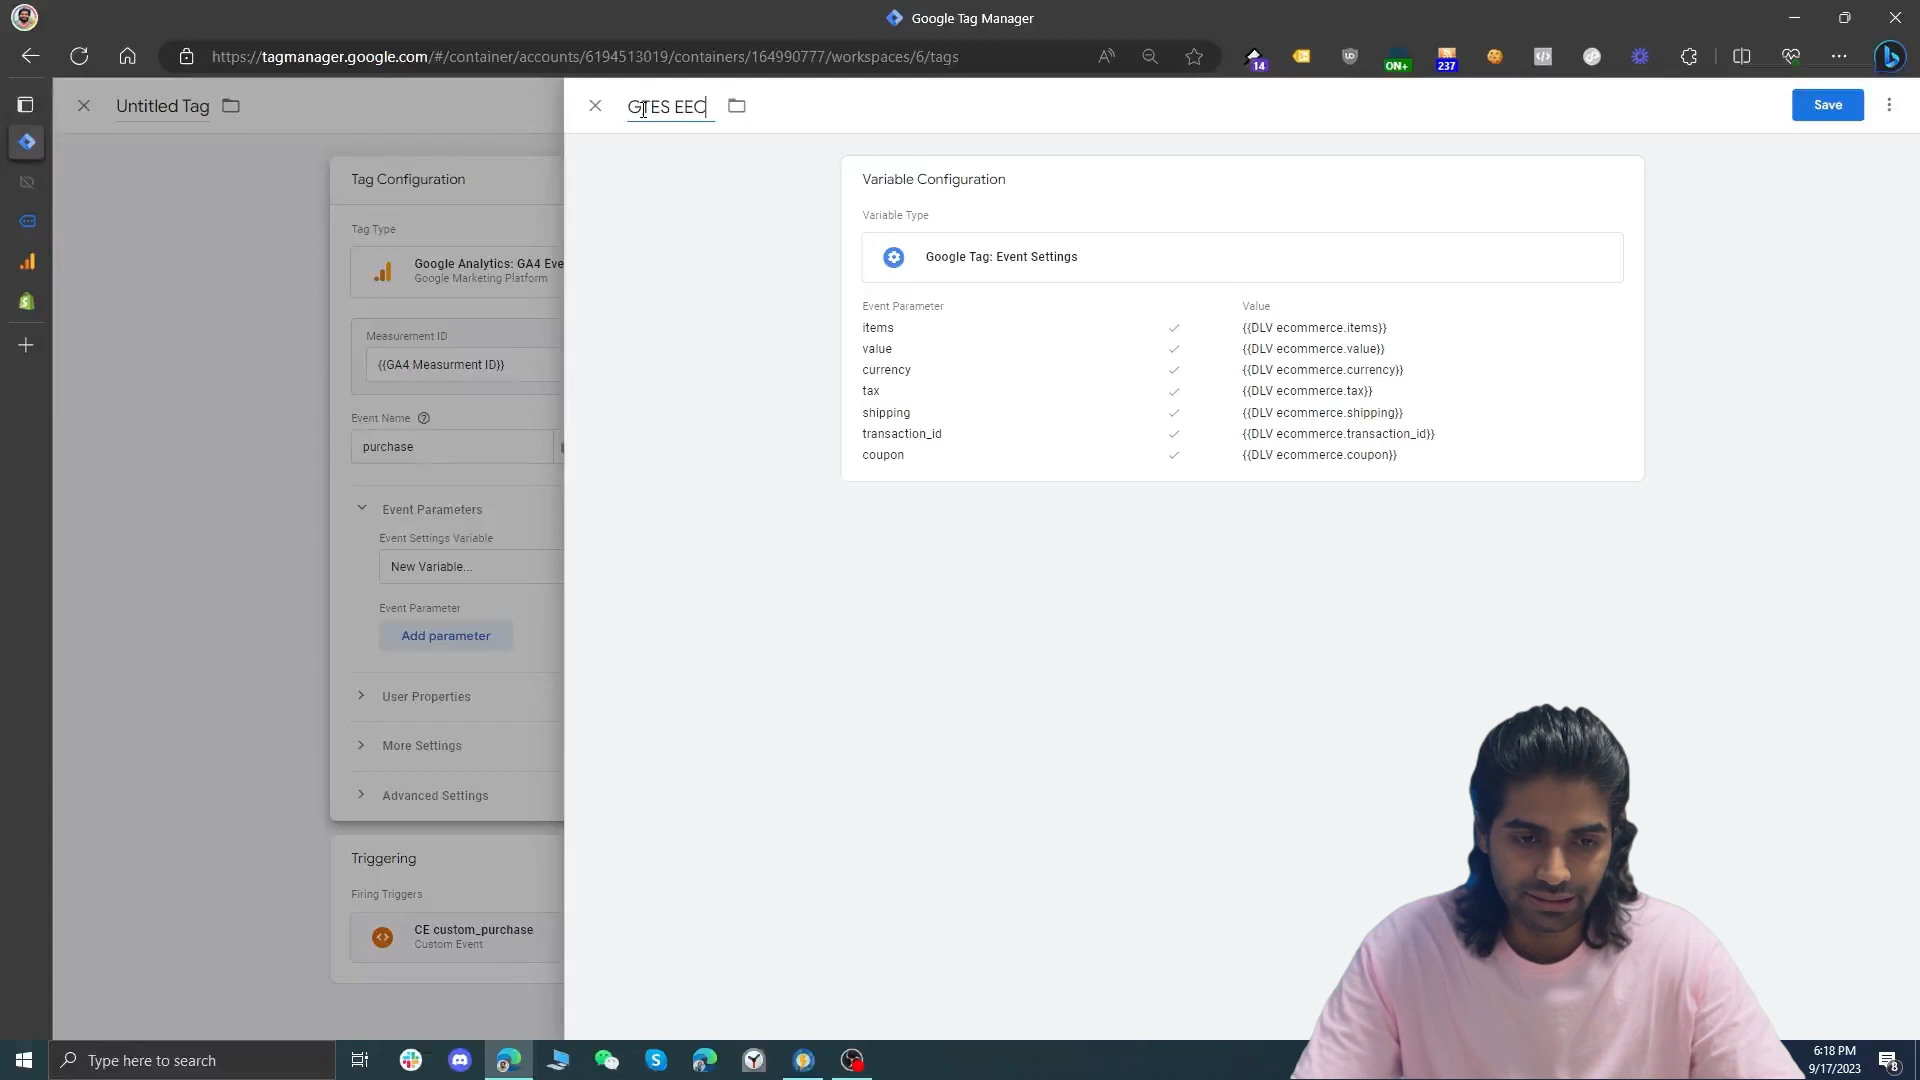 Google Tag Manager
https://tagmanager.google.com/#/container/accounts/6194513019/containers/164990777/workspaces/6/tags
14
ON+
237
Untitled Tag
GTES EEC
Save
Tag Configuration
Tag Type
Google Analytics: GA4 Eve
Google Marketing Platform
Measurement ID
{{GA4 Measurment ID}}
Event Name
purchase
Event Parameters
Event Settings Variable
New Variable...
Event Parameter
Add parameter
User Properties
More Settings
Advanced Settings
Triggering
Firing Triggers
CE custom_purchase
Custom Event
Variable Configuration
Variable Type
Google Tag: Event Settings
Event Parameter Value
items {{DLV ecommerce.items}}
value {{DLV ecommerce.value}}
currency {{DLV ecommerce.currency}}
tax {{DLV ecommerce.tax}}
shipping {{DLV ecommerce.shipping}}
transaction_id {{DLV ecommerce.transaction_id}}
coupon {{DLV ecommerce.coupon}}
Type here to search
6:18 PM
9/17/2023
8